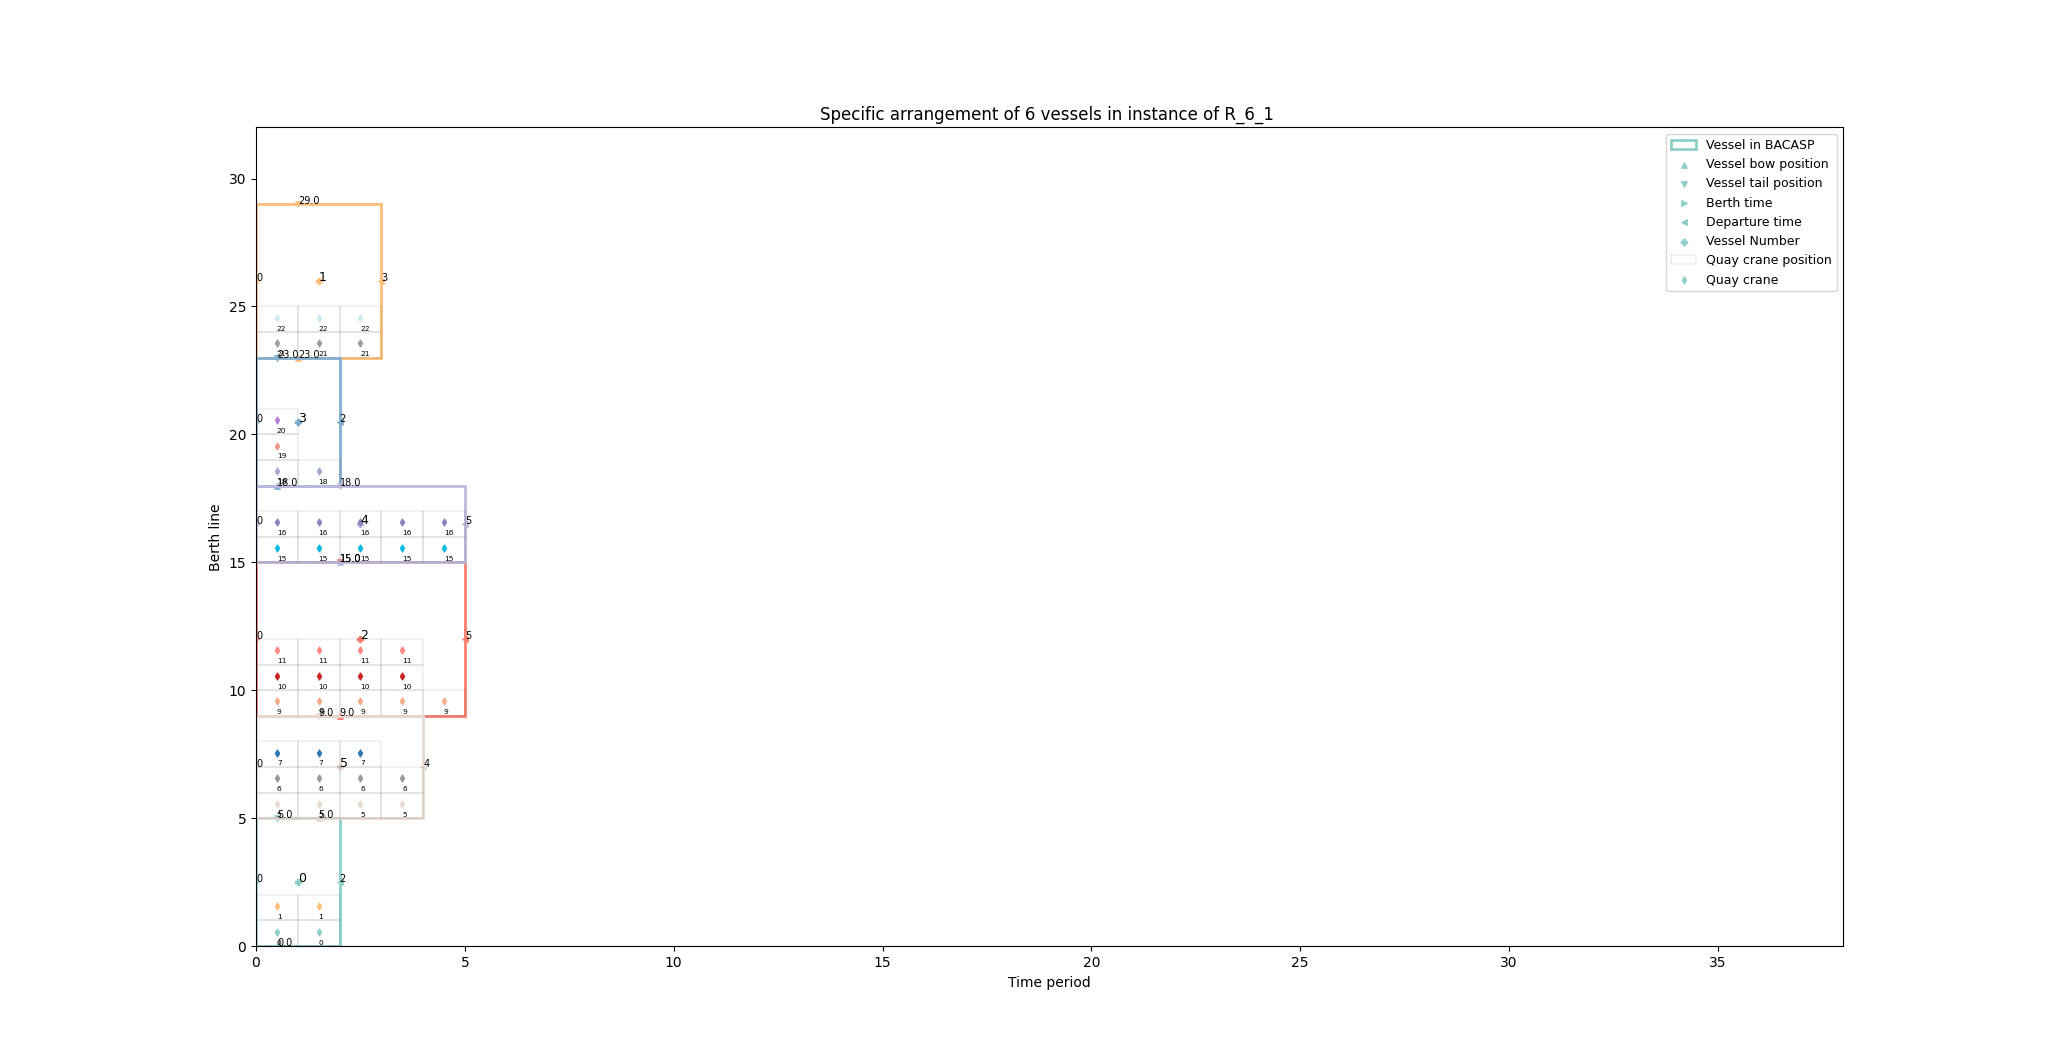 Specific arrangement of 6 vessels in instance of R_6_1
Vessel in BACASP
Vessel bow position
Vessel tail position
Berth time
Departure time
Vessel Number
Quay crane position
Quay crane
30
29.0
0 1 3
25
22 22 22
21 21
23.0 23.0
0 3 2
20
20
19
18
18.0 18.0
0 4 5
16 16 16 16 16
15 15 15 15 15
15 15.0
0 2 5
11 11 11 11
10 10 10 10
10
9 9 9 9
9.0 9.0
7 7 7
0 5 4
6 6 6 6
5 5
5 5.0 5.0
0 0 2
1 1
0
0 0.0
0 5 10 15 20 25 30 35
Time period
Berth line